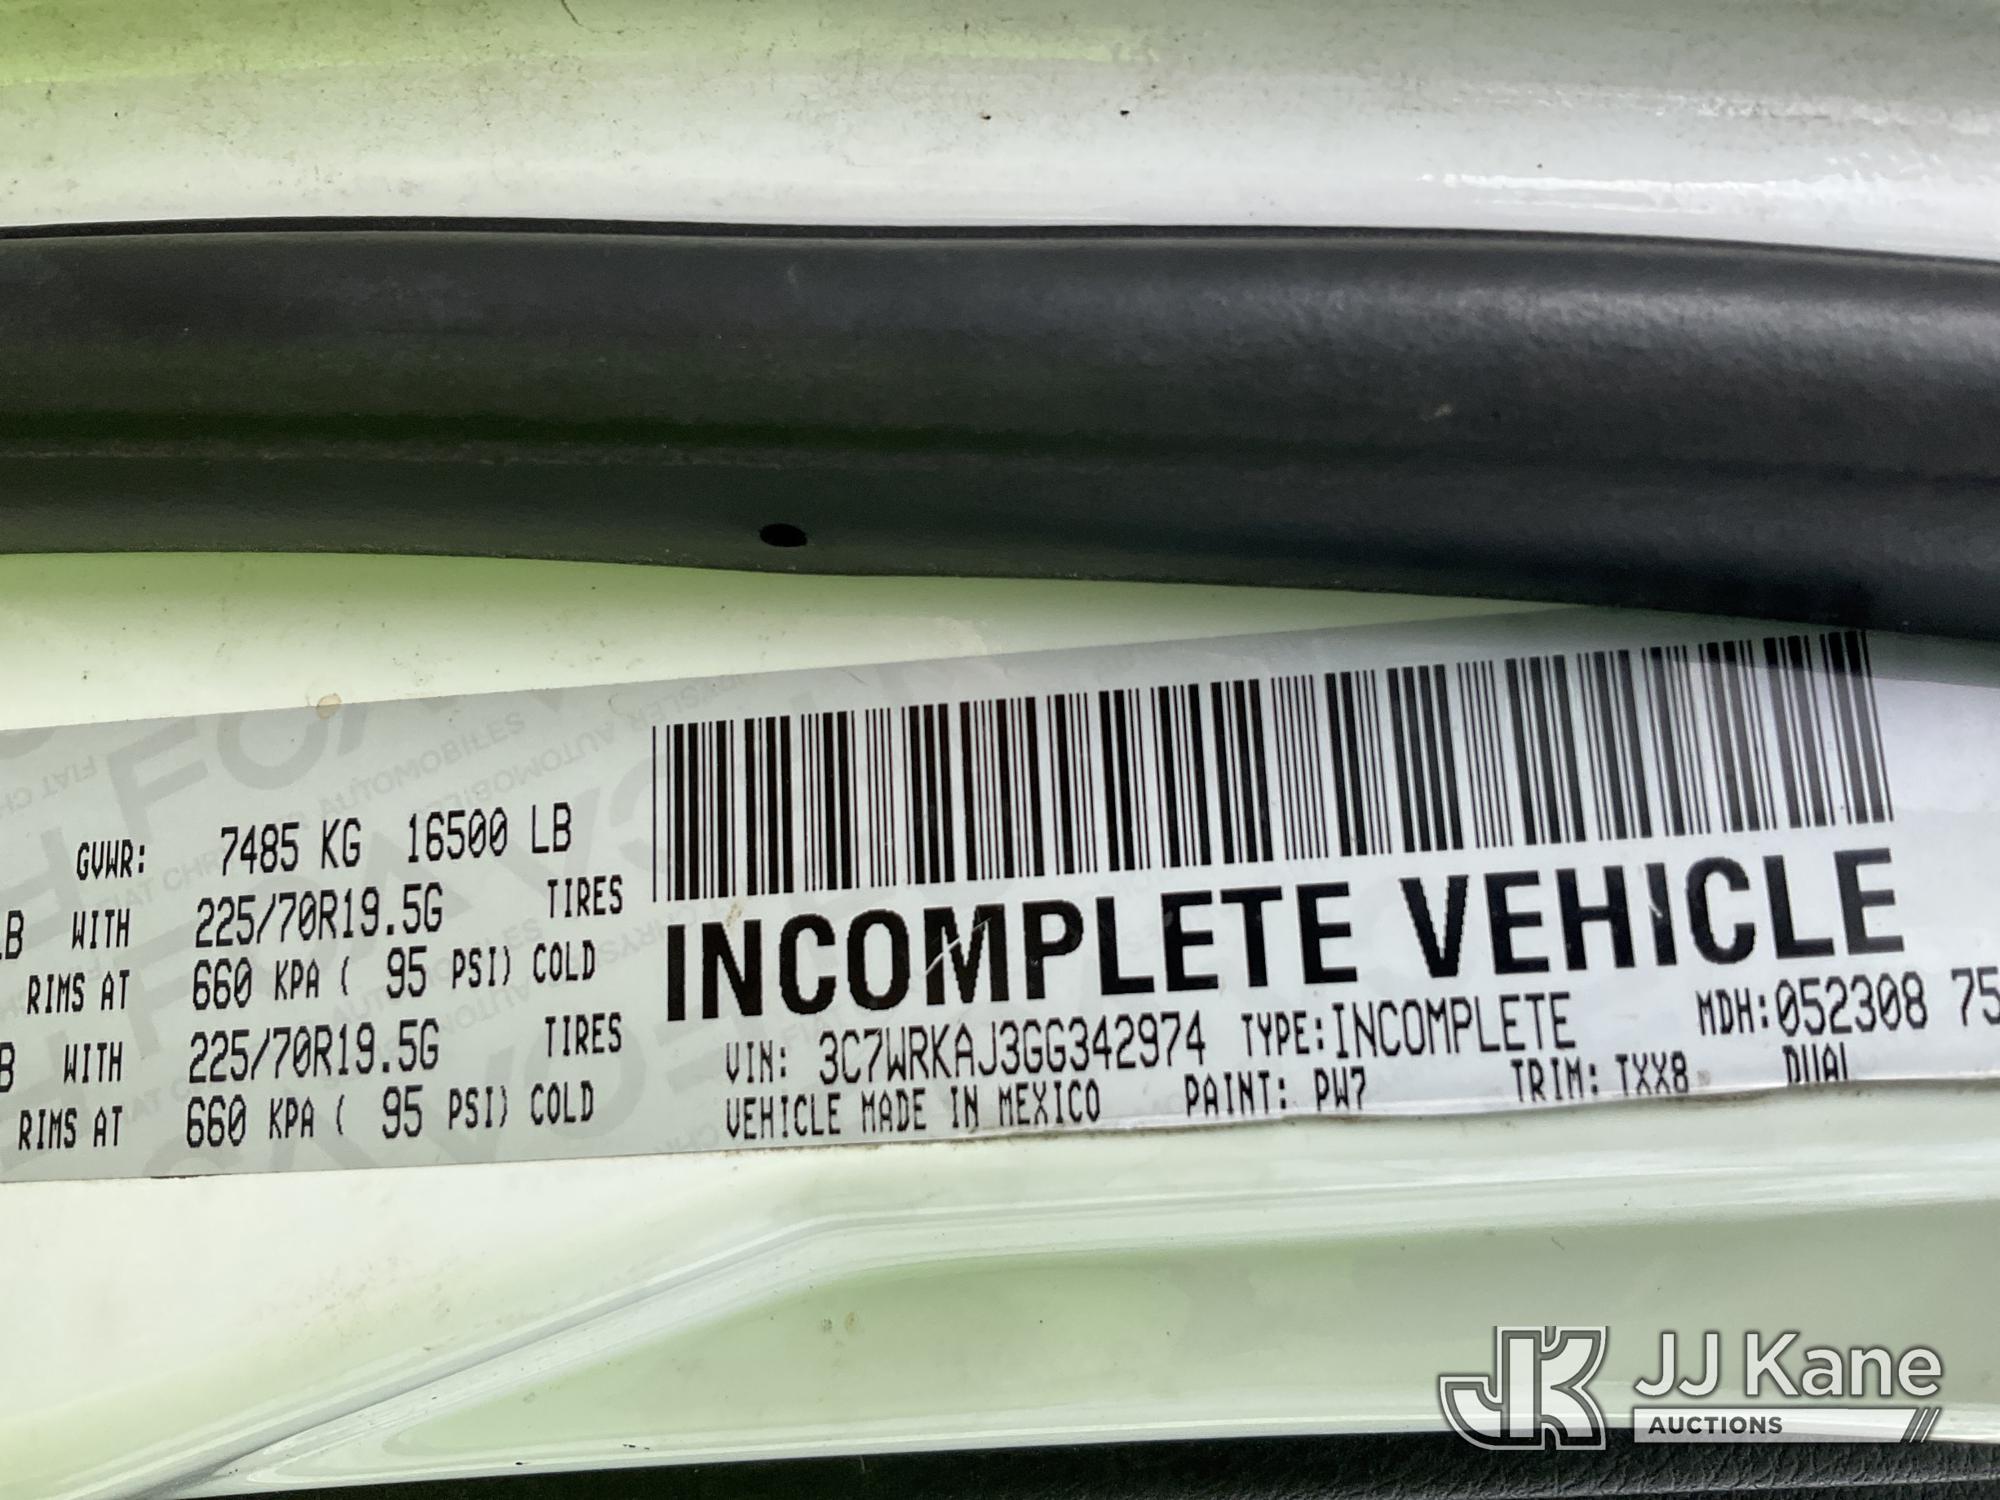 GVWR: 7485 KG 16500 LB
LB WITH 225/70R19.5G TIRES
RIMS AT 660 KPA ( 95 PSI) COLD
B WITH 225/70R19.5G TIRES
RIMS AT 660 KPA ( 95 PSI) COLD
INCOMPLETE VEHICLE
VIN: 3C7WRKAJ3GG342974 TYPE:INCOMPLETE MDH:052308 75
VEHICLE MADE IN MEXICO PAINT: PW7 TRIM: TXX8 DUAL
JK JJ Kane
AUCTIONS